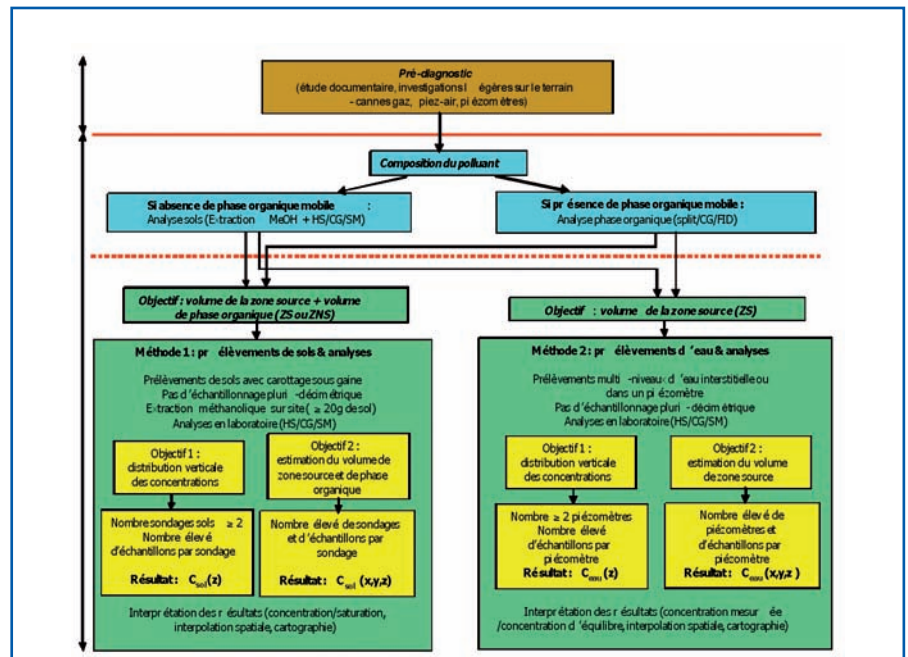 Pré-diagnostic
(étude documentaire, investigations l égères sur le terrain
- cannes gaz, piez-air, pi ézomètres)
Composition du polluant
Si absence de phase organique mobile :
Analyse sols (E-traction MeOH + HS/CG/SM)
Si pr ésence de phase organique mobile :
Analyse phase organique (split/CG/FID)
Objectif : volume de la zone source + volume
de phase organique (ZS ou ZNS)
Objectif : volume de la zone source (ZS)
Méthode 1 : pr élèvements de sols & analyses
Prélèvements de sols avec carottage sous gaine
Pas d 'échantillonnage pluri -décim étrique
E-traction méthanolique sur site ( ≥ 20g de sol)
Analyses en laboratoire (HS/CG/SM)
Objectif 1 :
distribution verticale
des concentrations
Objectif 2 :
estimation du volume de
zone source et de phase
organique
Nombre sondages sols ≥ 2
Nombre élevé
d'échantillons par sondage
Résultat : C sol (z)
Nombre élevé de sondages
et d 'échantillons par
sondage
Résultat : C sol (x,y,z)
Interpr étation des r ésultats (concentration/saturation,
interpolation spatiale, cartographie)
Méthode 2 : pr élèvements d 'eau & analyses
Prélèvements multi -niveaux d 'eau interstitielle ou
dans un pi ézomètre
Pas d'échantillonnage pluri -décim étrique
Analyses en laboratoire (HS/CG/SM)
Objectif 1 :
distribution verticale
des concentrations
Objectif 2 :
estimation du volume
de zone source
Nombre ≥ 2 piézomètres
Nombre élevé
d'échantillons par
piézomètre
Résultat : C eau (z)
Nombre élevé de
piézomètres et
d'échantillons par
piézomètre
Résultat : C eau (x,y,z )
Interpr étation des r ésultats (concentration mesur ée
/concentration d 'équilibre, interpolation spatiale, cartographie)